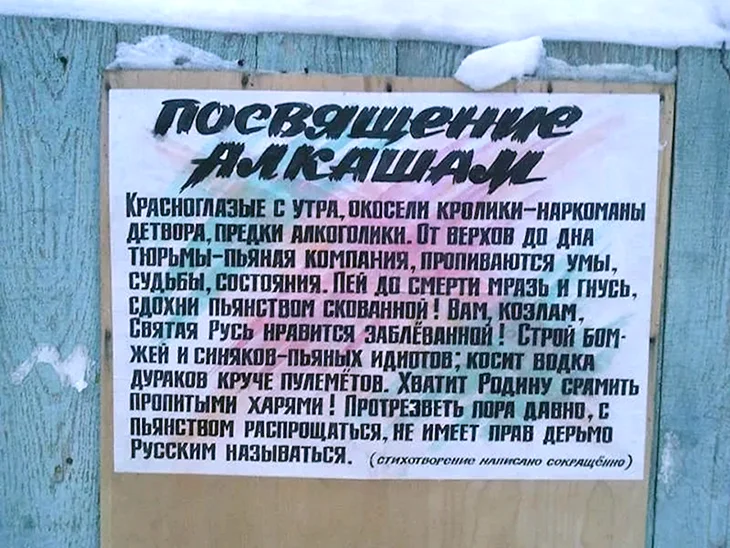 ПОСВЯЩЕНИЕ
АЛКАШАМ
КРАСНОГЛАЗЫЕ С УТРА, ОКОСЕЛИ КРОЛИКИ-НАРКОМАНЫ
ДЕТВОРА, ПРЕДКИ АЛКОГОЛИКИ. ОТ ВЕРХОВ ДО ДНА
ТЮРЬМЫ-ПЬЯНАЯ КОМПАНИЯ, ПРОПИВАЮТСЯ УМЫ,
СУДЬБЫ, СОСТОЯНИЯ. ПЕЙ ДО СМЕРТИ МРАЗЬ И ГНУСЬ,
СДОХНИ ПЬЯНСТВОМ СКОВАННОЙ! ВАМ, КОЗЛАМ,
СВЯТАЯ РУСЬ НРАВИТСЯ ЗАБЛЁВАННОЙ! СТРОЙ БОМ-
ЖЕЙ И СИНЯКОВ-ПЬЯНЫХ ИДИОТОВ; КОСИТ ВОДКА
ДУРАКОВ КРУЧЕ ПУЛЕМЁТОВ. ХВАТИТ РОДИНУ СРАМИТЬ
ПРОПИТЫМИ ХАРЯМИ! ПРОТРЕЗВЕТЬ ПОРА ДАВНО, С
ПЬЯНСТВОМ РАСПРОЩАТЬСЯ, НЕ ИМЕЕТ ПРАВ ДЕРЬМО
РУССКИМ НАЗЫВАТЬСЯ. (СТИХОТВОРЕНИЕ НАПИСАНО СОКРАЩЁННО)